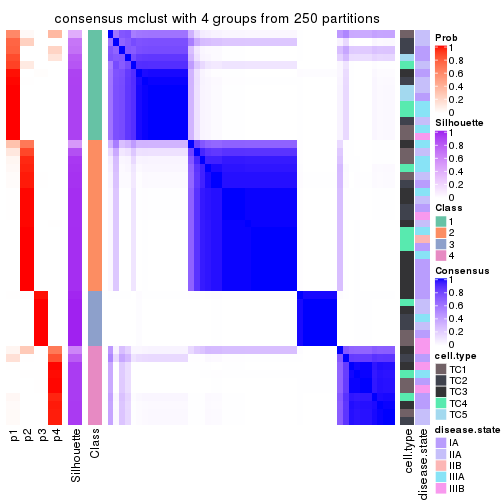 consensus mclust with 4 groups from 250 partitions
Prob
1
0.8
0.6
0.4
0.2
0
Silhouette
1
0.8
0.6
0.4
0.2
0
Class
1
2
3
4
Consensus
1
0.8
0.6
0.4
0.2
0
cell.type
TC1
TC2
TC3
TC4
TC5
disease.state
IA
IIA
IIB
IIIA
IIIB
p1
p2
p3
p4
Silhouette
Class
cell.type
disease.state